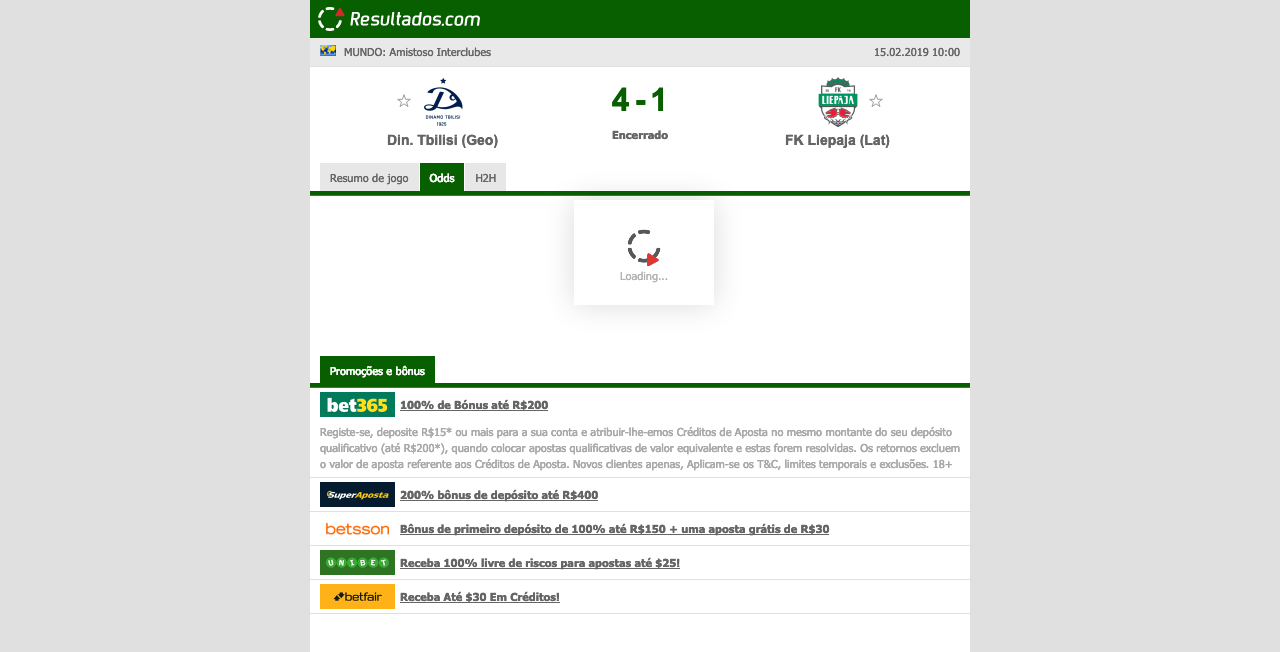 Resultados.com
MUNDO: Amistoso Interclubes
15.02.2019 10:00
DINAMO TBILISI
1925
4 - 1
FK
LIEPAJA
Encerrado
Din. Tbilisi (Geo)
FK Liepaja (Lat)
Resumo de jogo
Odds
H2H
Loading...
Promoções e bônus
bet365
100% de Bónus até R$200
Registe-se, deposite R$15* ou mais para a sua conta e atribuir-lhe-emos Créditos de Aposta no mesmo montante do seu depósito
qualificativo (até R$200*), quando colocar apostas qualificativas de valor equivalente e estas forem resolvidas. Os retornos excluem
o valor de aposta referente aos Créditos de Aposta. Novos clientes apenas, Aplicam-se os T&C, limites temporais e exclusões. 18+
SuperAposta
200% bônus de depósito até R$400
betsson
Bônus de primeiro depósito de 100% até R$150 + uma aposta grátis de R$30
UNIBET
Receba 100% livre de riscos para apostas até $25!
betfair
Receba Até $30 Em Créditos!